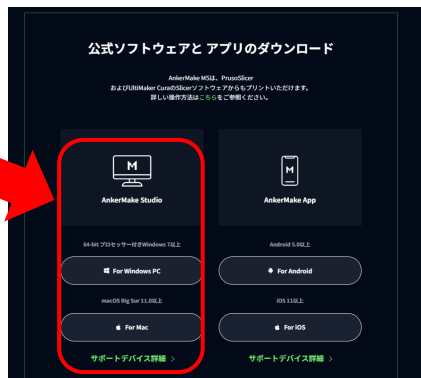 公式ソフトウェアと アプリのダウンロード
AnkerMake M5は、PrusoSlicer
およびUltiMaker CuraのSlicerソフトウェアからもプリントいただけます。
詳しい操作方法はこちらをご参照ください。
M
AnkerMake Studio
64-bit プロセッサー付きWindows 7以上
For Windows PC
macOS Big Sur 11.0以上
For Mac
サポートデバイス詳細 >
M
AnkerMake App
Android 5.0以上
For Android
iOS 11以上
For iOS
サポートデバイス詳細 >